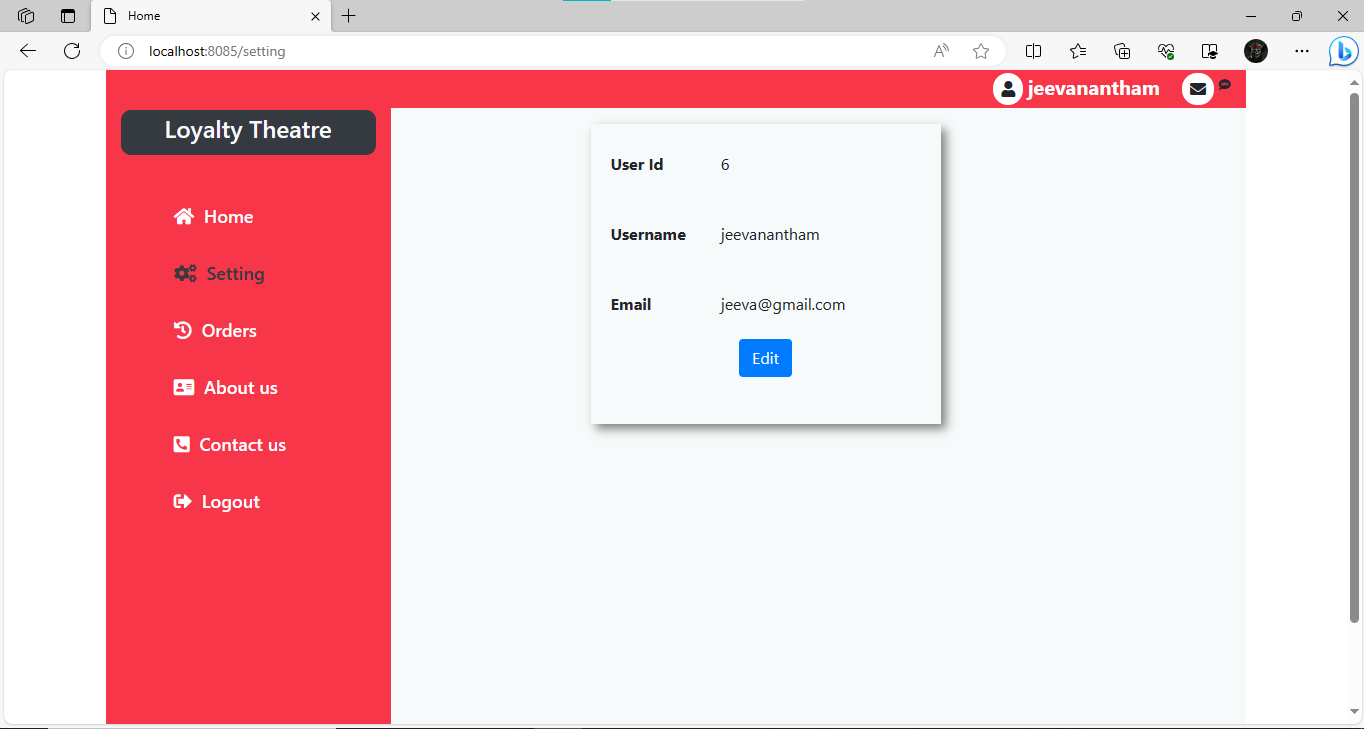 Home
localhost:8085/setting
jeevanantham
Loyalty Theatre
Home
Setting
Orders
About us
Contact us
Logout
User Id 6
Username jeevanantham
Email jeeva@gmail.com
Edit